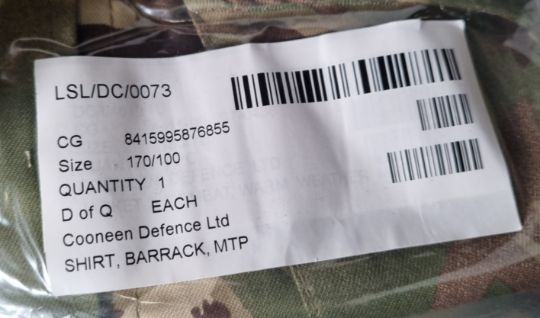 LSL/DC/0073
CG 8415995876855
Size 170/100
QUANTITY 1
D of Q EACH
Cooneen Defence Ltd
SHIRT, BARRACK, MTP